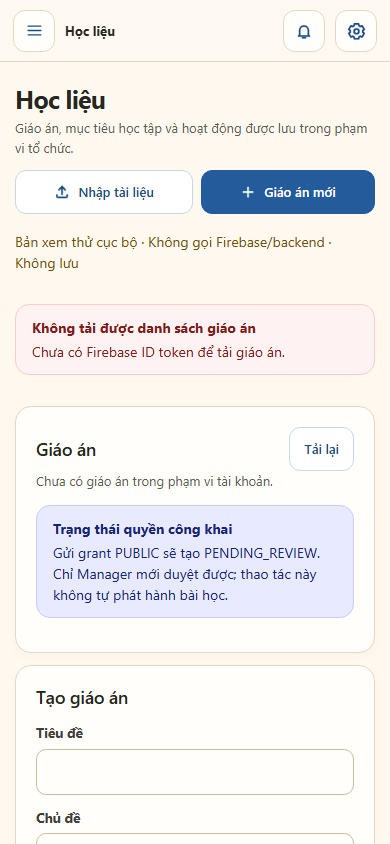 Học liệu
Học liệu
Giáo án, mục tiêu học tập và hoạt động được lưu trong phạm
vi tổ chức.
Nhập tài liệu
Giáo án mới
Bản xem thử cục bộ · Không gọi Firebase/backend ·
Không lưu
Không tải được danh sách giáo án
Chưa có Firebase ID token để tải giáo án.
Giáo án
Tải lại
Chưa có giáo án trong phạm vi tài khoản.
Trạng thái quyền công khai
Gửi grant PUBLIC sẽ tạo PENDING_REVIEW.
Chỉ Manager mới duyệt được; thao tác này
không tự phát hành bài học.
Tạo giáo án
Tiêu đề
Chủ đề